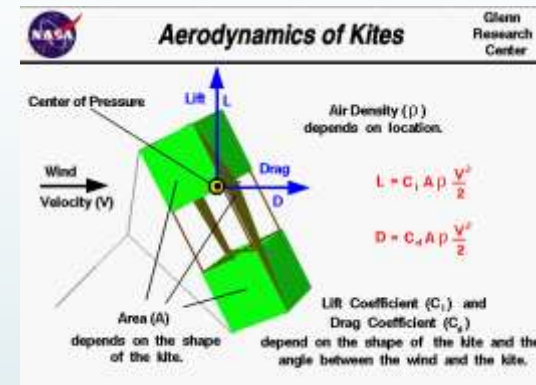 NASA
Aerodynamics of Kites
Glenn
Research
Center
Center of Pressure
Lift L
Air Density (ρ)
depends on location.
Wind
Velocity (V)
Drag
D
L = Cₗ A ρ V²/2
D = C_d A ρ V²/2
Area (A)
depends on the shape
of the kite.
Lift Coefficient (Cₗ) and
Drag Coefficient (C_d)
depend on the shape of the kite and the
angle between the wind and the kite.